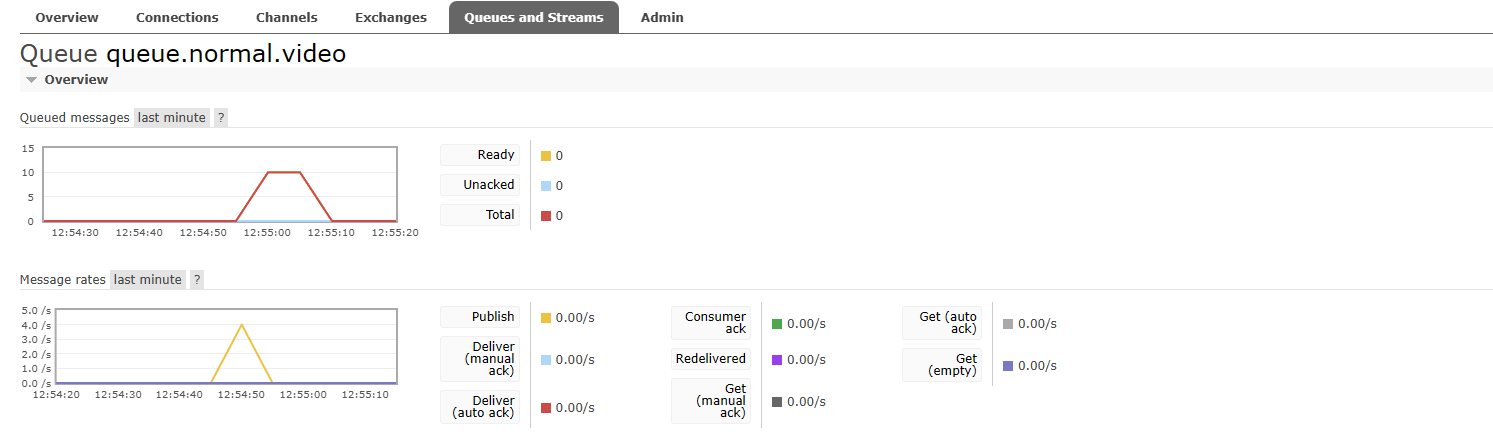 Overview Connections Channels Exchanges Queues and Streams Admin
Queue queue.normal.video
Overview
Queued messages last minute ?
15
10
5
0
12:54:30 12:54:40 12:54:50 12:55:00 12:55:10 12:55:20
Ready 0
Unacked 0
Total 0
Message rates last minute ?
5.0 /s
4.0 /s
3.0 /s
2.0 /s
1.0 /s
0.0 /s
12:54:20 12:54:30 12:54:40 12:54:50 12:55:00 12:55:10
Publish 0.00/s
Deliver
(manual 0.00/s
ack)
Deliver
(auto ack) 0.00/s
Consumer
ack 0.00/s
Redelivered 0.00/s
Get
(manual 0.00/s
ack)
Get (auto
ack) 0.00/s
Get
(empty) 0.00/s